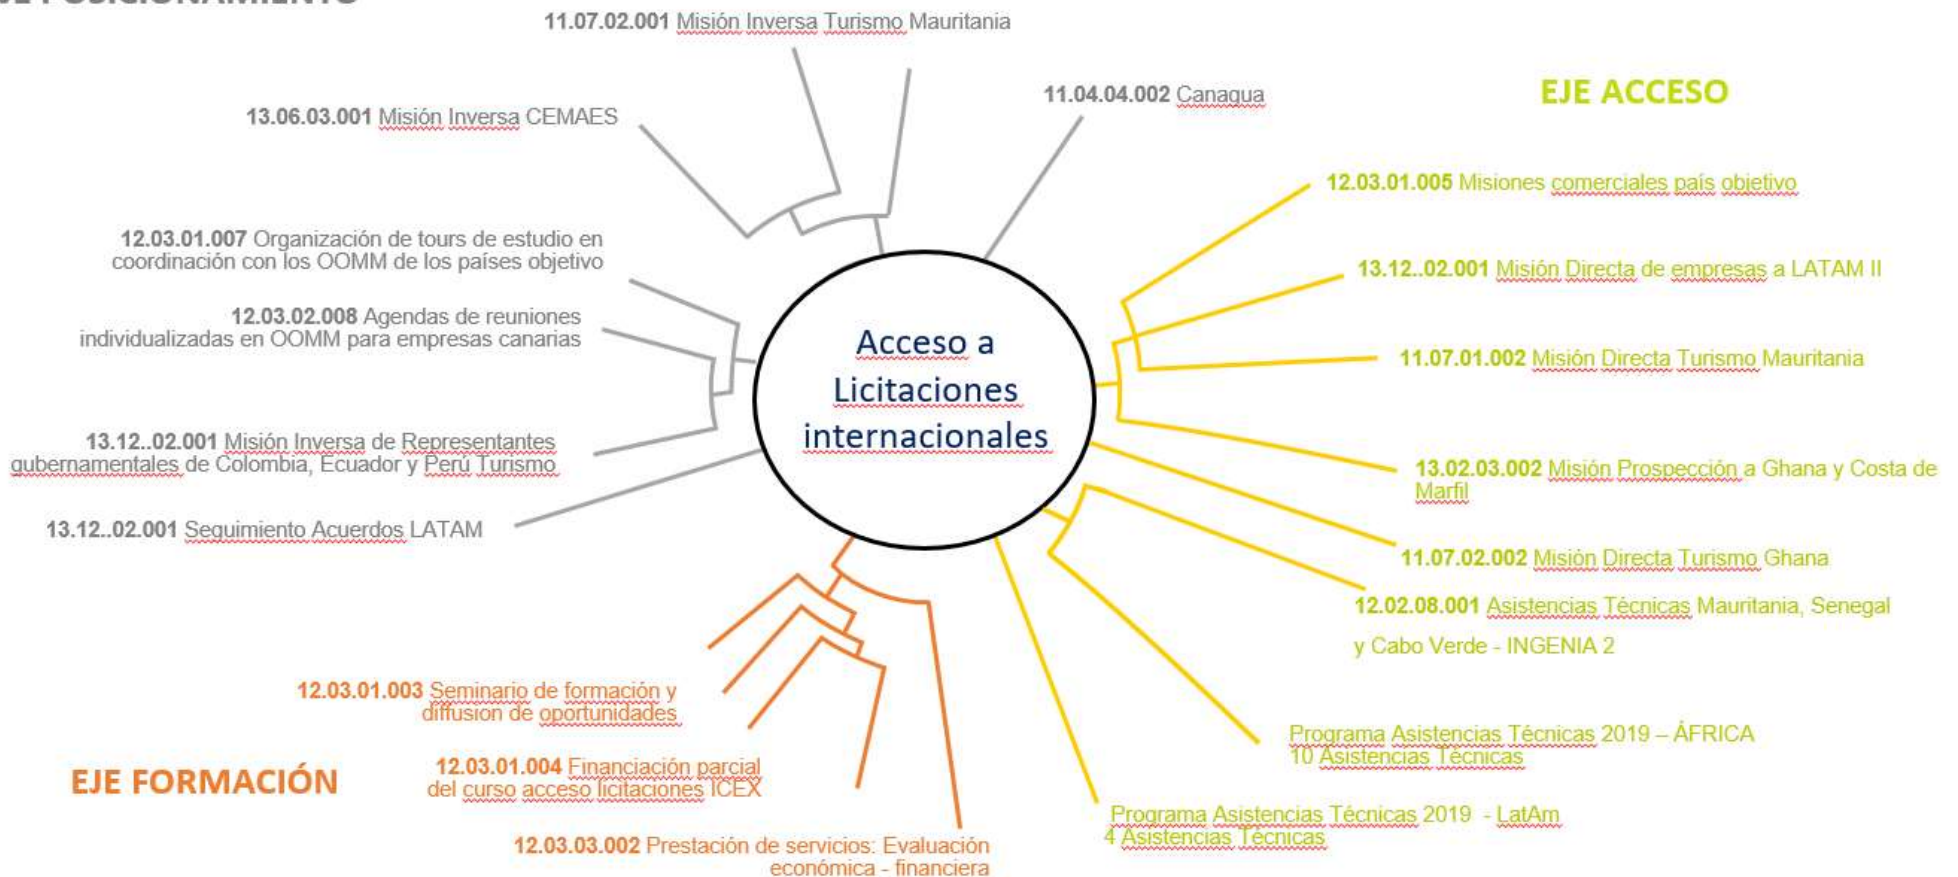 11.07.02.001 Misión Inversa Turismo Mauritania
13.06.03.001 Misión Inversa CEMAES
11.04.04.002 Canagua
EJE ACCESO
12.03.01.005 Misiones comerciales país objetivo
12.03.01.007 Organización de tours de estudio en
coordinación con los OOMM de los países objetivo
13.12..02.001 Misión Directa de empresas a LATAM II
12.03.02.008 Agendas de reuniones
individualizadas en OOMM para empresas canarias
Acceso a
Licitaciones
internacionales
11.07.01.002 Misión Directa Turismo Mauritania
13.12..02.001 Misión Inversa de Representantes
gubernamentales de Colombia, Ecuador y Perú Turismo
13.02.03.002 Misión Prospección a Ghana y Costa de
Marfil
13.12..02.001 Seguimiento Acuerdos LATAM
11.07.02.002 Misión Directa Turismo Ghana
12.02.08.001 Asistencias Técnicas Mauritania, Senegal
y Cabo Verde - INGENIA 2
12.03.01.003 Seminario de formación y
diffusion de oportunidades
Programa Asistencias Técnicas 2019 – ÁFRICA
10 Asistencias Técnicas
EJE FORMACIÓN
12.03.01.004 Financiación parcial
del curso acceso licitaciones ICEX
Programa Asistencias Técnicas 2019 - LatAm
4 Asistencias Técnicas
12.03.03.002 Prestación de servicios: Evaluación
económica - financiera